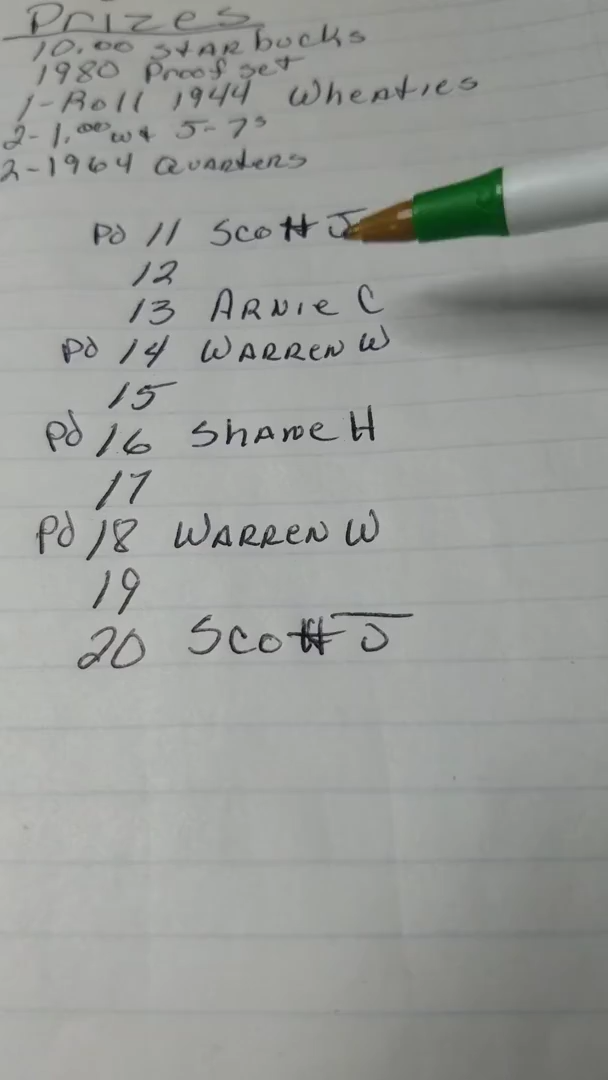 Prizes
10.00 STARbucks
1980 Proof set
1-Roll 1944 Wheaties
2-1.00 w+ 5-7s
2-1964 Quarters
Pd 11 Scott J
12
13 ARNie C
Pd 14 WARREN W
15
Pd 16 ShANe H
17
Pd 18 WARREN W
19
20 Scott J